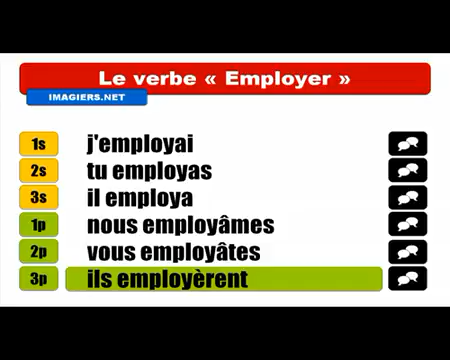 Le verbe « Employer »
IMAGIERS.NET
1s j'employai
2s tu employas
3s il employa
1p nous employâmes
2p vous employâtes
3p ils employèrent